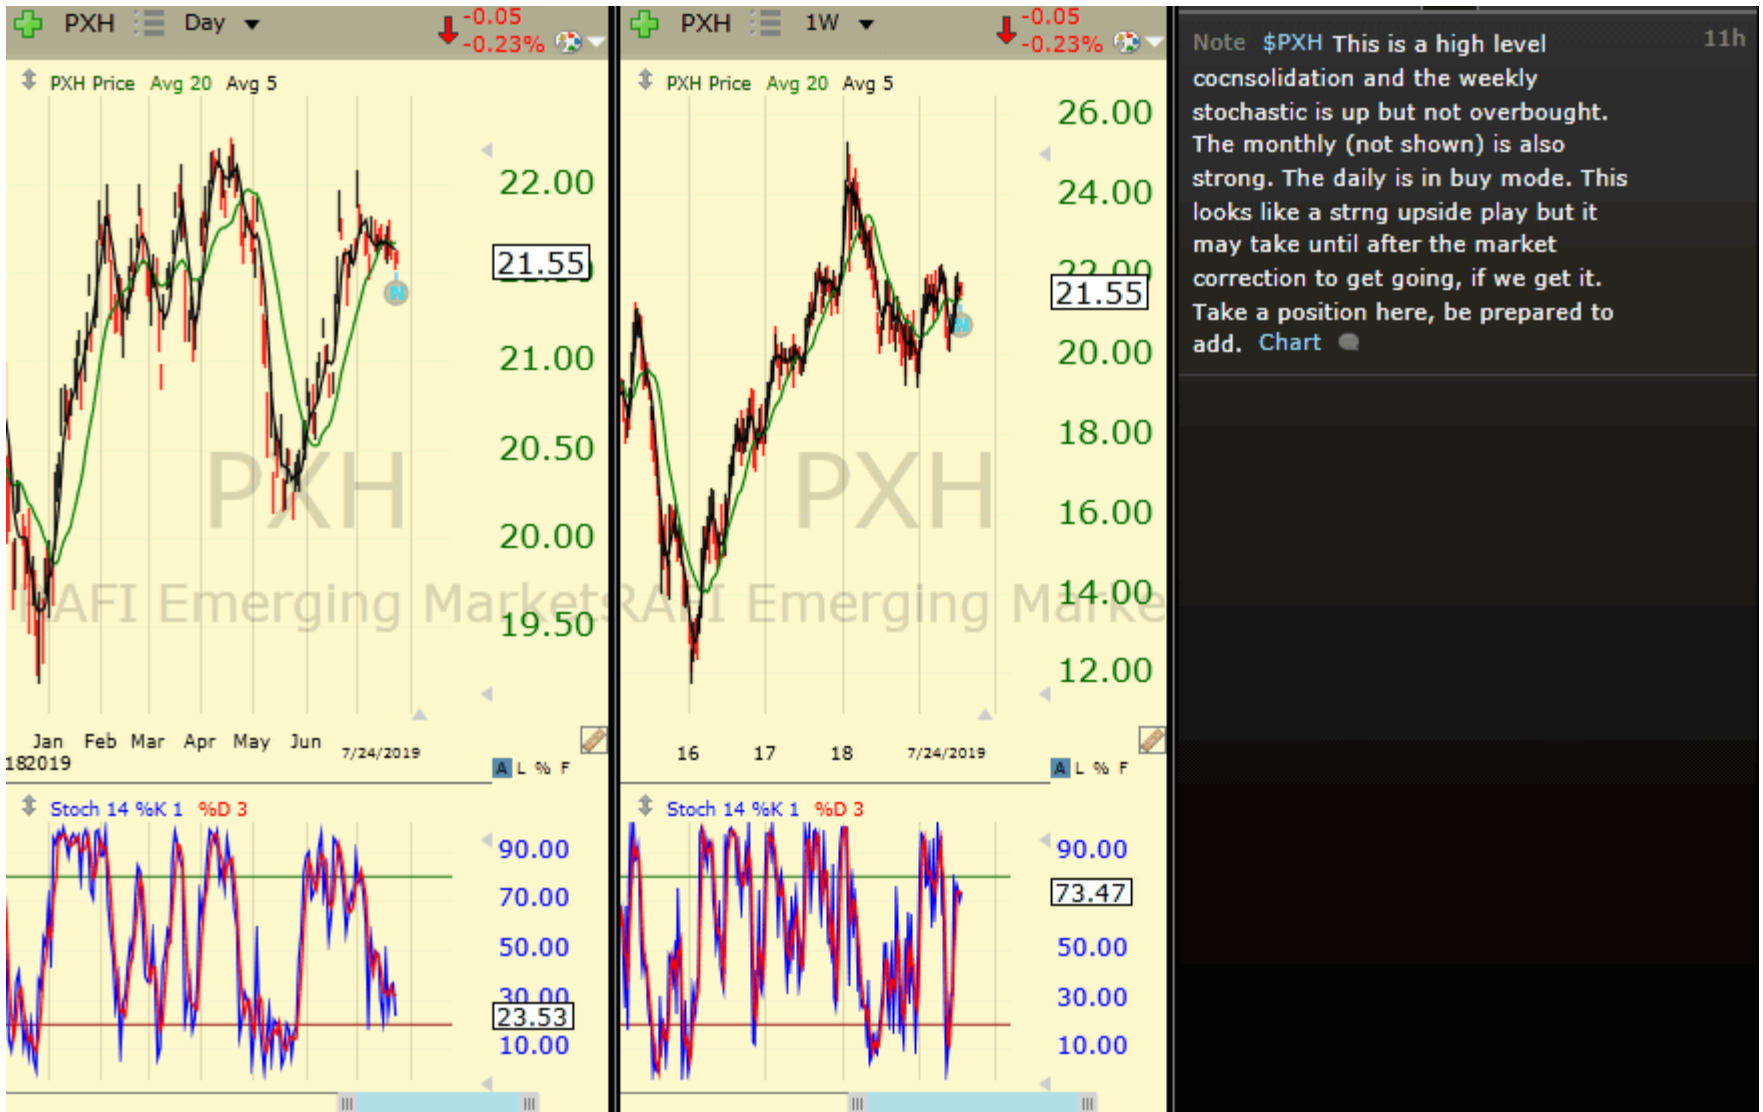 PXH Day
-0.05
-0.23%
PXH Price Avg 20 Avg 5
22.00
21.55
21.00
20.50
20.00
19.50
PXH
RAFI Emerging Markets
Jan Feb Mar Apr May Jun 7/24/2019
182019
A L % F
Stoch 14 %K 1 %D 3
90.00
70.00
50.00
30.00
23.53
10.00
PXH 1W
-0.05
-0.23%
PXH Price Avg 20 Avg 5
26.00
24.00
22.00
21.55
20.00
18.00
16.00
14.00
12.00
PXH
RAFI Emerging Marke
16 17 18 7/24/2019
A L % F
Stoch 14 %K 1 %D 3
90.00
73.47
50.00
30.00
10.00
N
N
Note $PXH This is a high level 11h
cocnsolidation and the weekly
stochastic is up but not overbought.
The monthly (not shown) is also
strong. The daily is in buy mode. This
looks like a strng upside play but it
may take until after the market
correction to get going, if we get it.
Take a position here, be prepared to
add. Chart